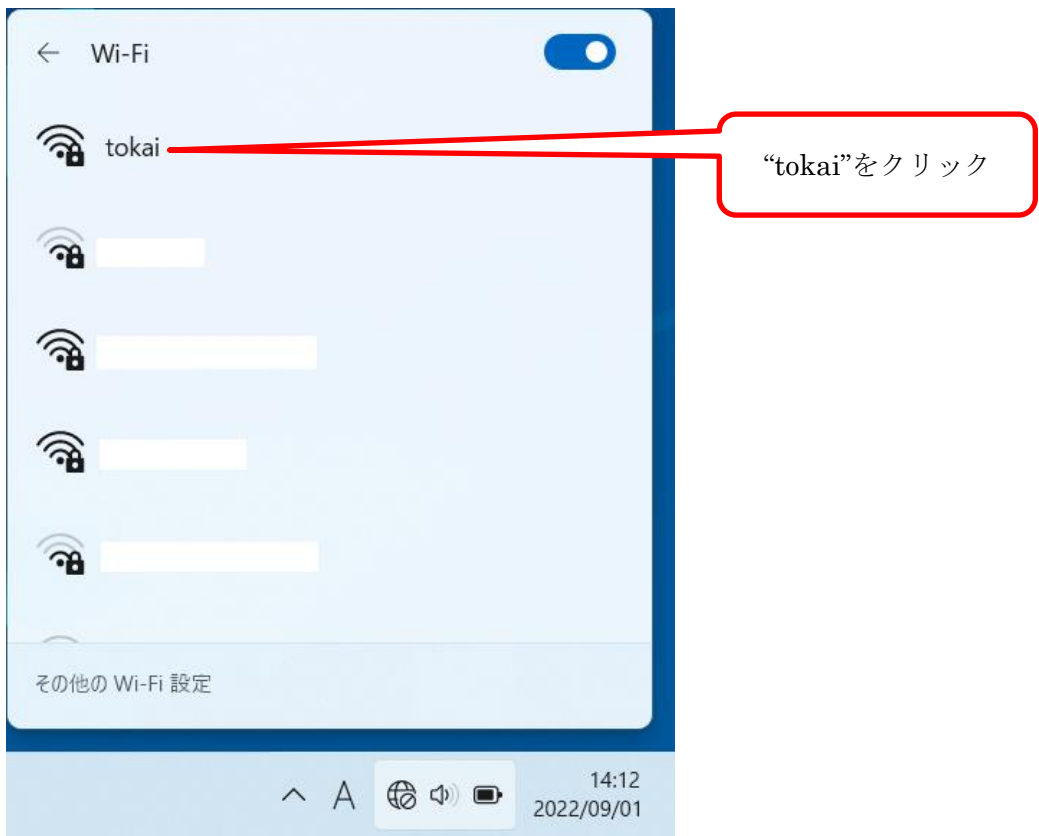 ← Wi-Fi
tokai
“tokai”をクリック
その他の Wi-Fi 設定
A
14:12
2022/09/01